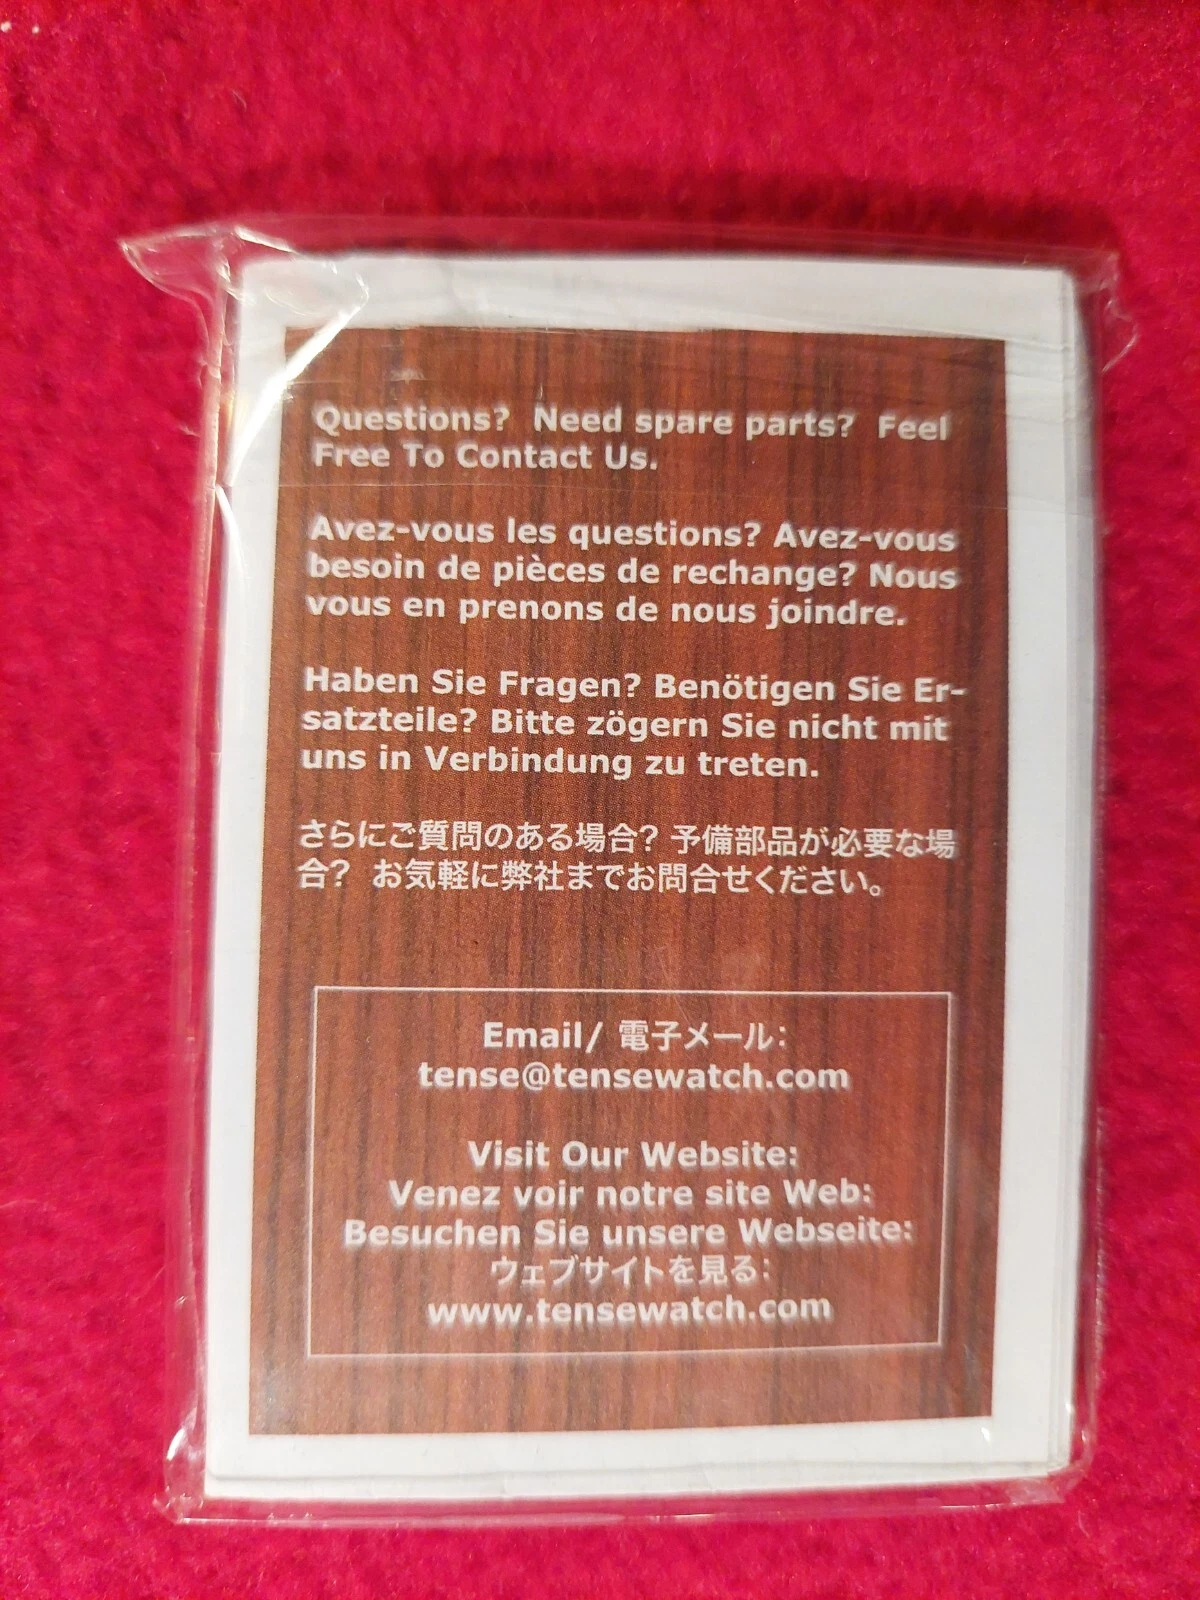 Questions?  Need spare parts?  Feel
Free To Contact Us.
Avez-vous les questions? Avez-vous
besoin de pièces de rechange? Nous
vous en prenons de nous joindre.
Haben Sie Fragen? Benötigen Sie Er-
satzteile? Bitte zögern Sie nicht mit
uns in Verbindung zu treten.
さらにご質問のある場合? 予備部品が必要な場
合?  お気軽に弊社までお問合せください。
Email/ 電子メール:
tense@tensewatch.com
Visit Our Website:
Venez voir notre site Web:
Besuchen Sie unsere Webseite:
ウェブサイトを見る:
www.tensewatch.com